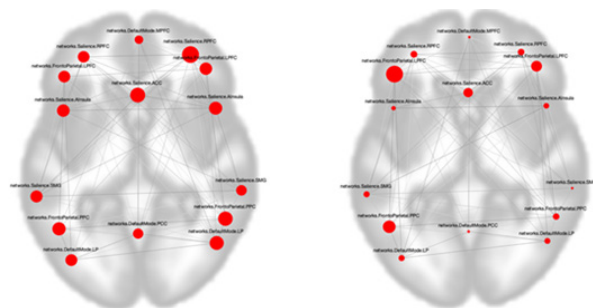 networks.DefaultMode.MPFC
networks.Salience.RPFC
networks.Salience.RPFC
networks.FrontoParietal.LPFC
networks.FrontoParietal.LPFC
networks.Salience.ACC
networks.Salience.AInsula
networks.Salience.AInsula
networks.Salience.SMG
networks.Salience.SMG
networks.FrontoParietal.PPC
networks.FrontoParietal.PPC
networks.DefaultMode.PCC
networks.DefaultMode.LP
networks.DefaultMode.LP
networks.DefaultMode.MPFC
networks.Salience.RPFC
networks.Salience.RPFC
networks.FrontoParietal.LPFC
networks.FrontoParietal.LPFC
networks.Salience.ACC
networks.Salience.AInsula
networks.Salience.AInsula
networks.Salience.SMG
networks.Salience.SM
networks.FrontoParietal.PPC
networks.FrontoParietal.PPC
networks.DefaultMode.PCC
networks.DefaultMode.LP
networks.DefaultMode.LP